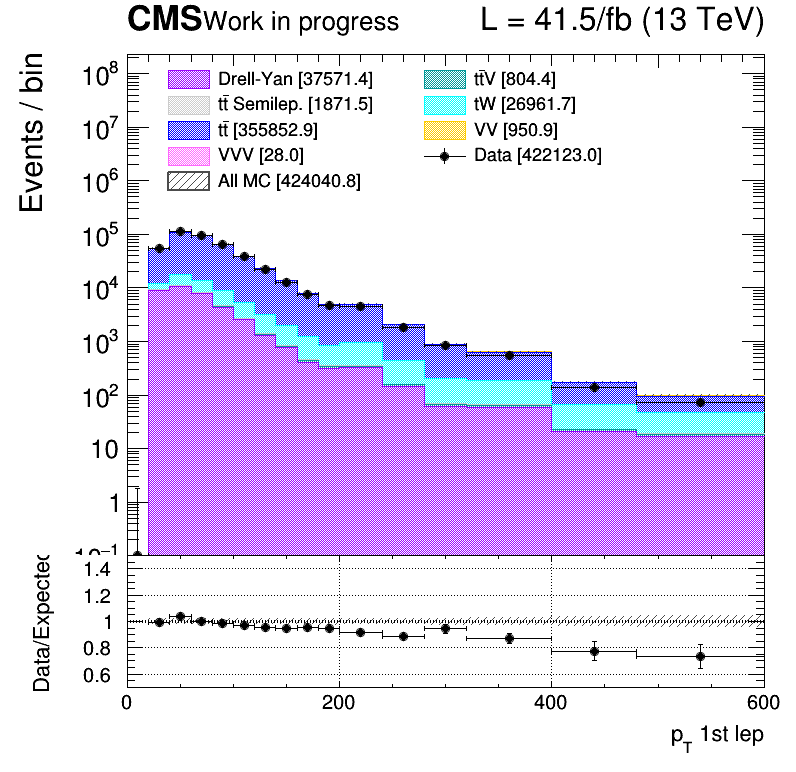 CMS Work in progress L = 41.5/fb (13 TeV)
Events / bin
Drell-Yan [37571.4] tt̄V [804.4]
tt̄ Semilep. [1871.5] tW [26961.7]
tt̄ [355852.9] VV [950.9]
VVV [28.0] Data [422123.0]
All MC [424040.8]
10⁸
10⁷
10⁶
10⁵
10⁴
10³
10²
10
1
10⁻¹
Data/Expected
1.4
1.2
1
0.8
0.6
0 200 400 600
p_T 1st lep